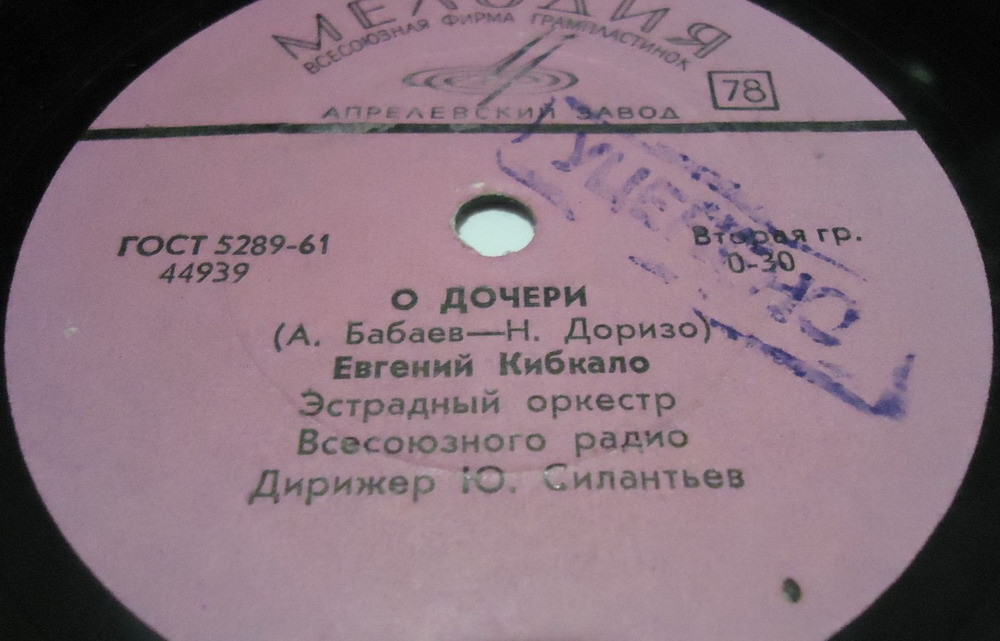 МЕЛОДИЯ
ВСЕСОЮЗНАЯ ФИРМА ГРАМПЛАСТИНОК
78
АПРЕЛЕВСКИЙ ЗАВОД
ГОСТ 5289-61
44939
Вторая гр.
0-30
УЦЕНЕНО
О ДОЧЕРИ
(А. Бабаев—Н. Доризо)
Евгений Кибкало
Эстрадный оркестр
Всесоюзного радио
Дирижер Ю. Силантьев